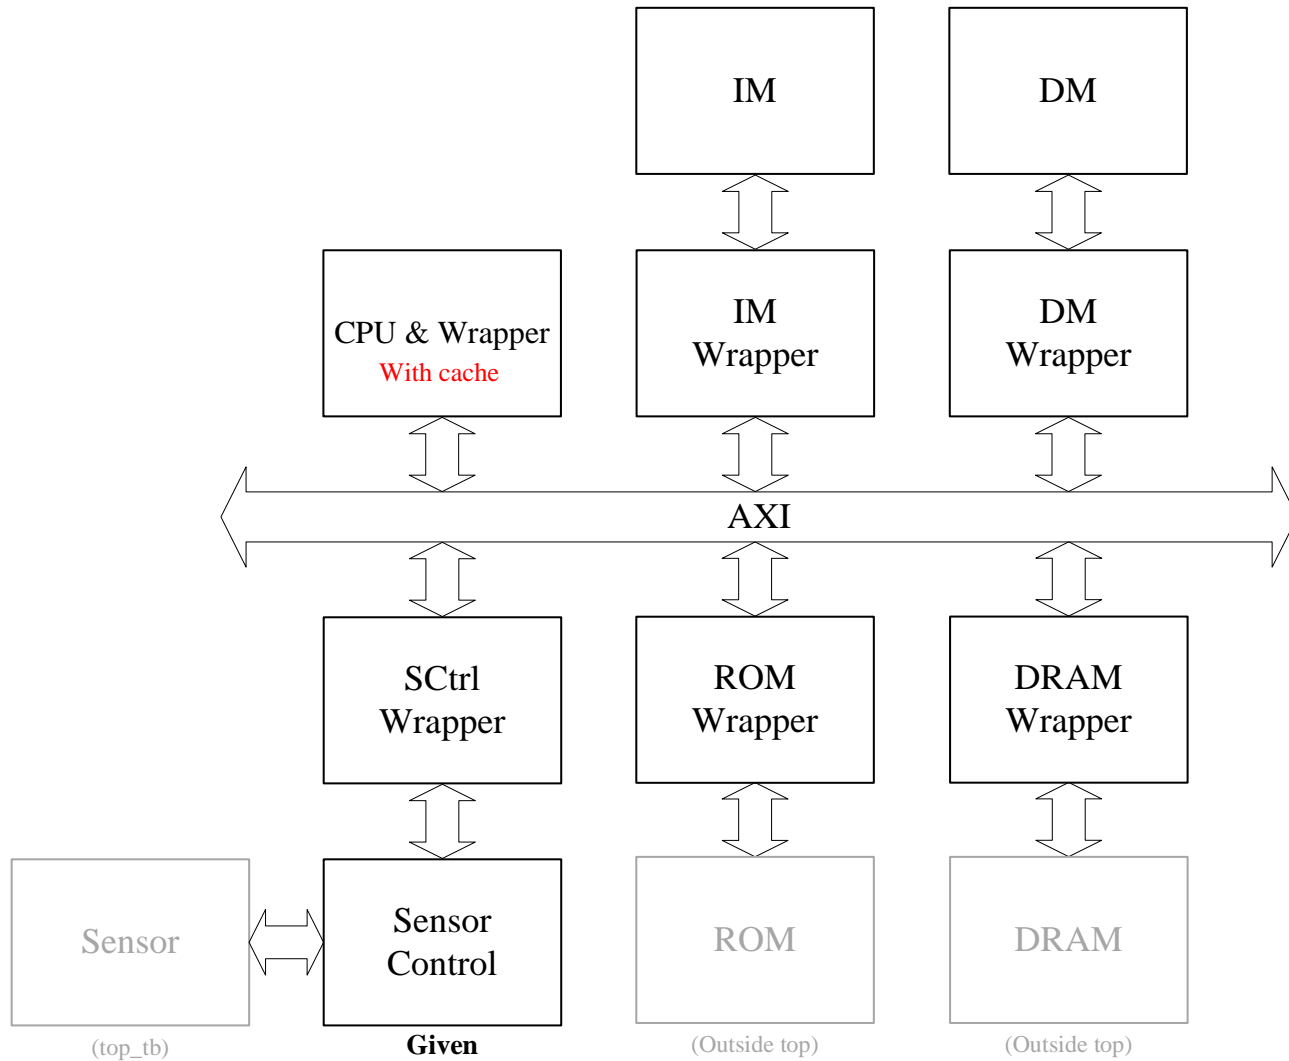 IM
DM
CPU & Wrapper
With cache
IM
Wrapper
DM
Wrapper
AXI
SCtrl
Wrapper
ROM
Wrapper
DRAM
Wrapper
Sensor
Sensor
Control
ROM
DRAM
(top_tb)
Given
(Outside top)
(Outside top)